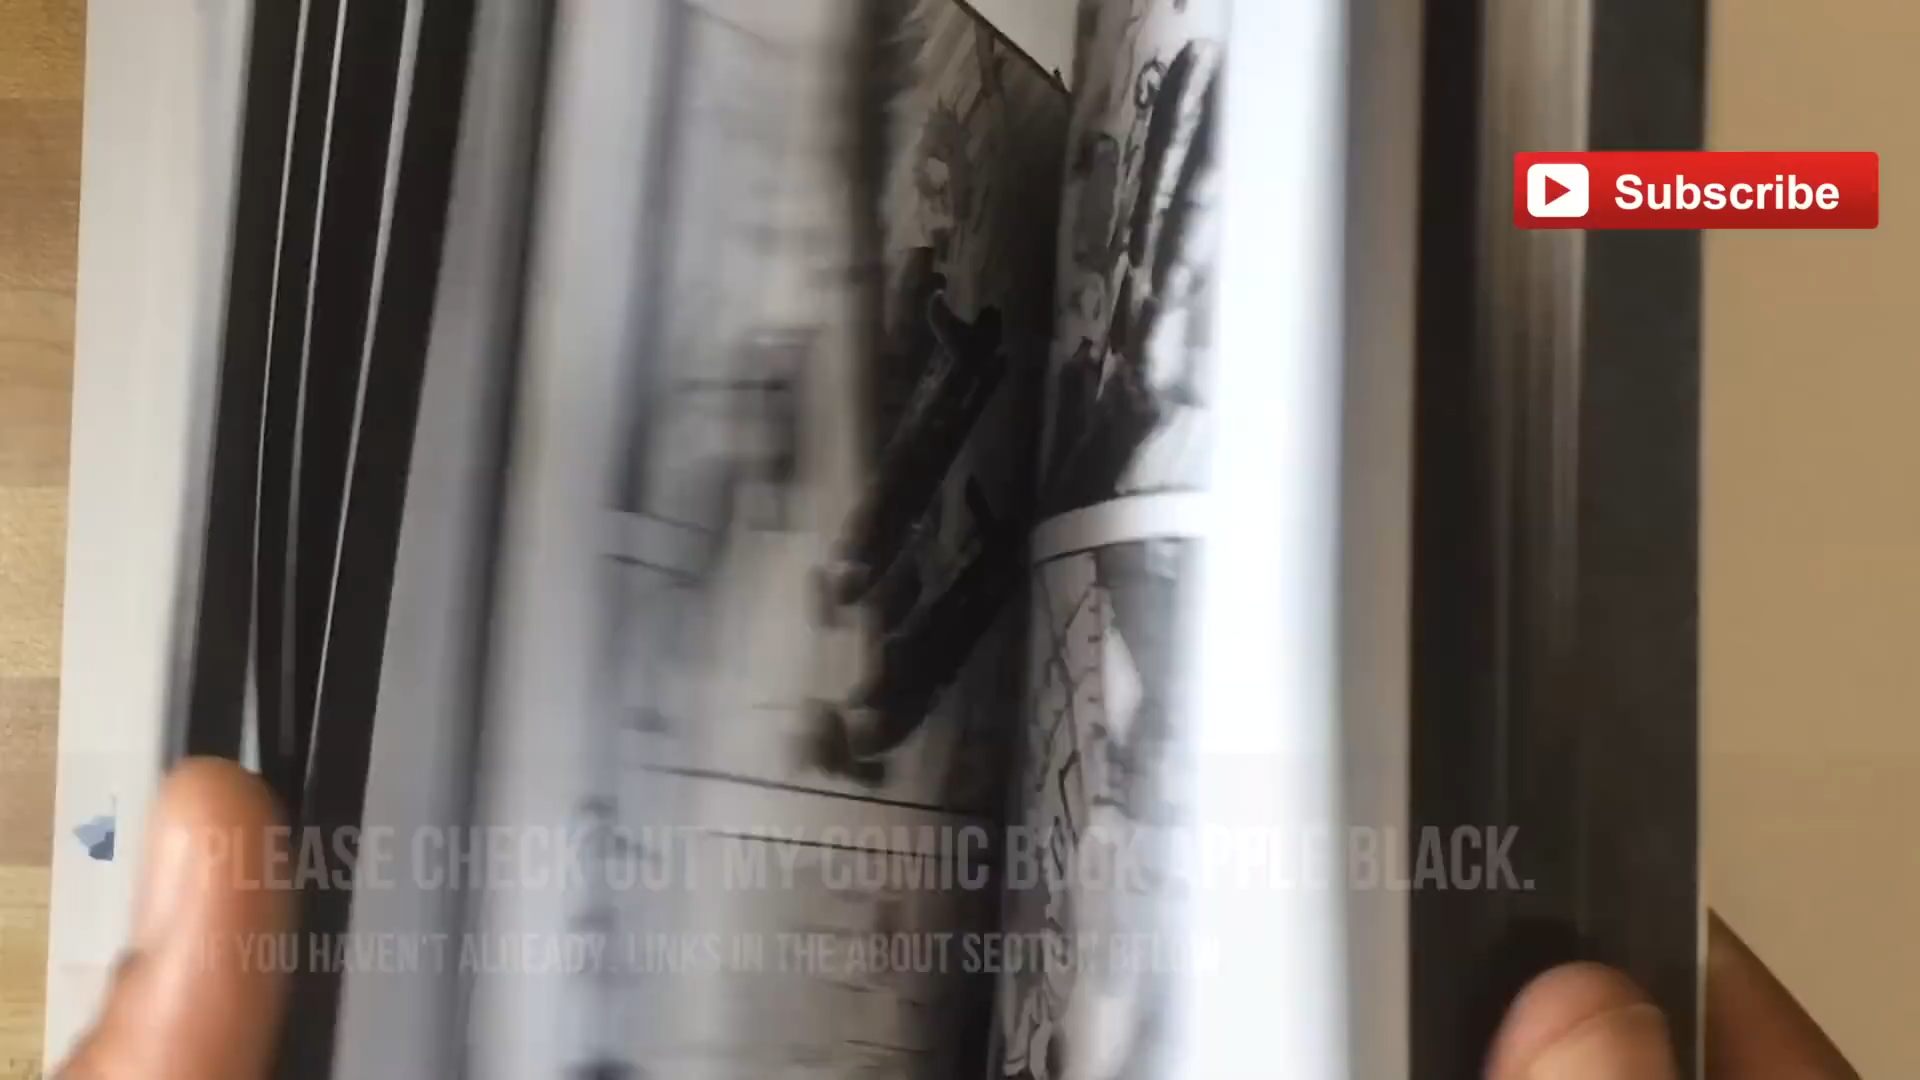 Subscribe
PLEASE CHECK OUT MY COMIC BOOK APPLE BLACK.
IF YOU HAVEN'T ALREADY. LINKS IN THE ABOUT SECTION BELOW